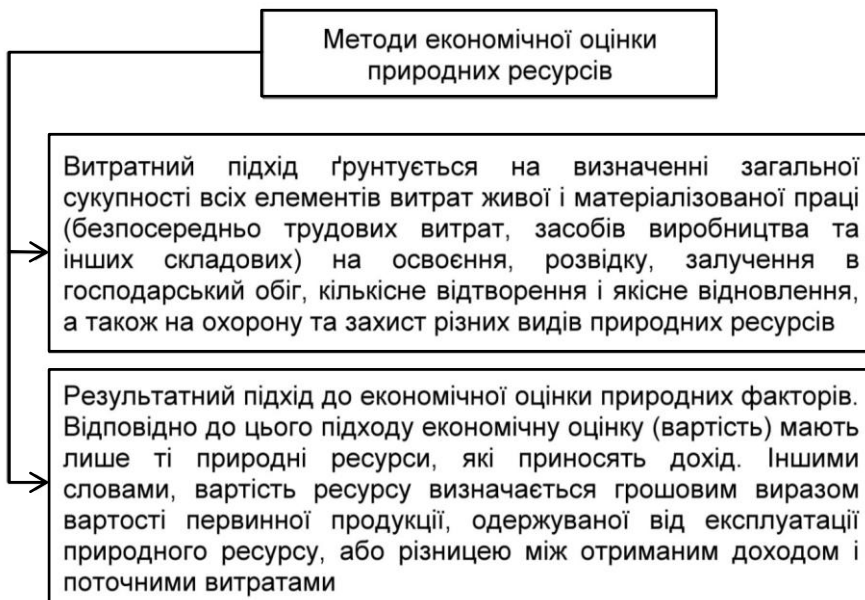 Методи економічної оцінки
природних ресурсів
Витратний підхід ґрунтується на визначенні загальної
сукупності всіх елементів витрат живої і матеріалізованої праці
(безпосередньо трудових витрат, засобів виробництва та
інших складових) на освоєння, розвідку, залучення в
господарський обіг, кількісне відтворення і якісне відновлення,
а також на охорону та захист різних видів природних ресурсів
Результатний підхід до економічної оцінки природних факторів.
Відповідно до цього підходу економічну оцінку (вартість) мають
лише ті природні ресурси, які приносять дохід. Іншими
словами, вартість ресурсу визначається грошовим виразом
вартості первинної продукції, одержуваної від експлуатації
природного ресурсу, або різницею між отриманим доходом і
поточними витратами